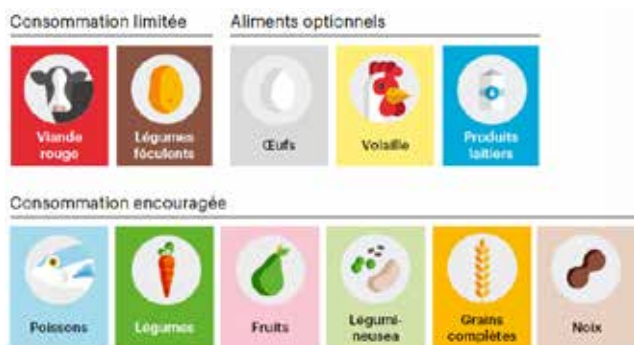 Consommation limitée
Aliments optionnels
Viande
rouge
Légumes
féculents
Œufs
Volaille
Produits
laitiers
Consommation encouragée
Poissons
Légumes
Fruits
Légumi-
neusea
Grains
complètes
Noix